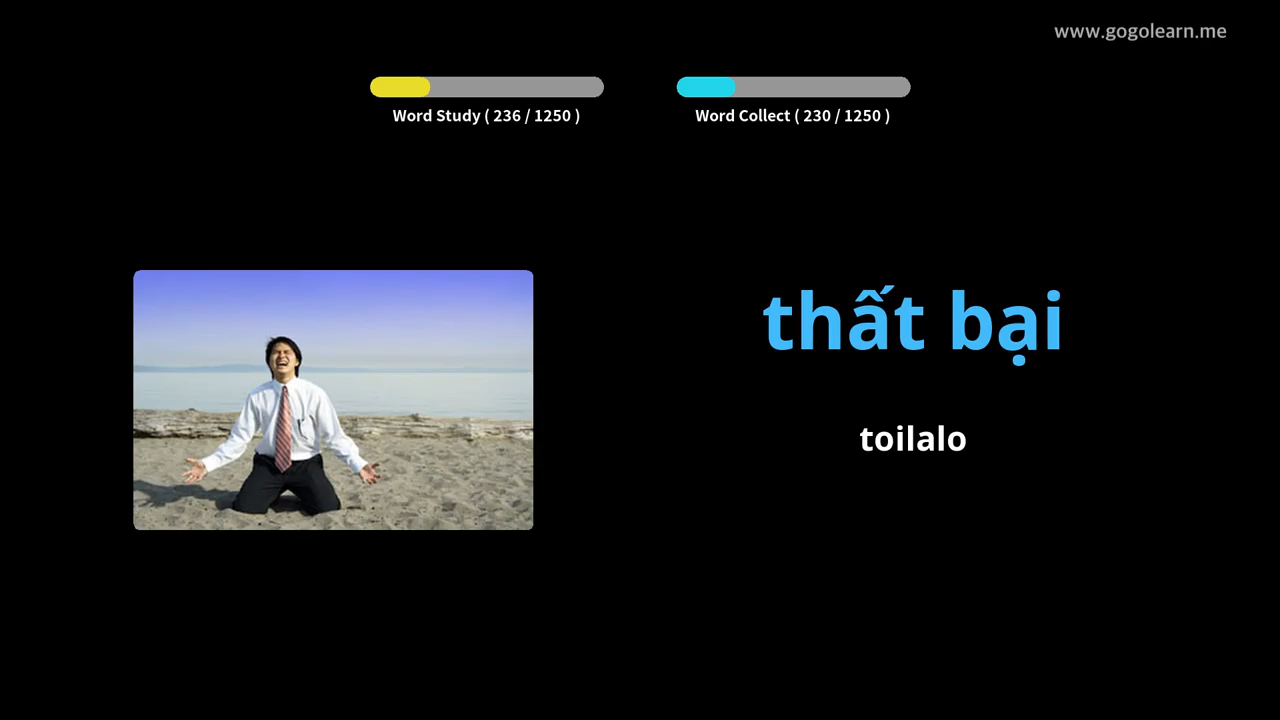 www.gogolearn.me
Word Study ( 236 / 1250 )
Word Collect ( 230 / 1250 )
thất bại
toilalo